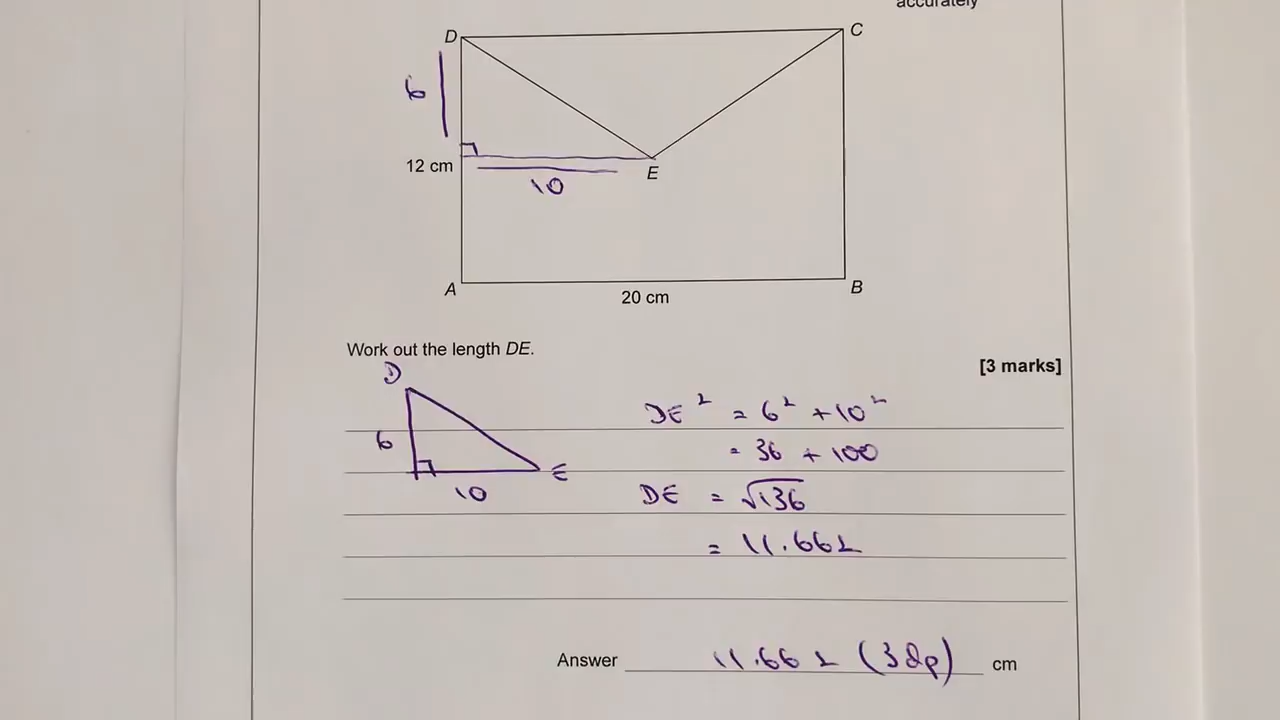 accurately
D
C
6
12 cm
E
10
A
B
20 cm
Work out the length DE.
[3 marks]
D
DE² = 6² + 10²
6
= 36 + 100
E
10
DE = √136
= 11.662
Answer 11.662 (3dp) cm